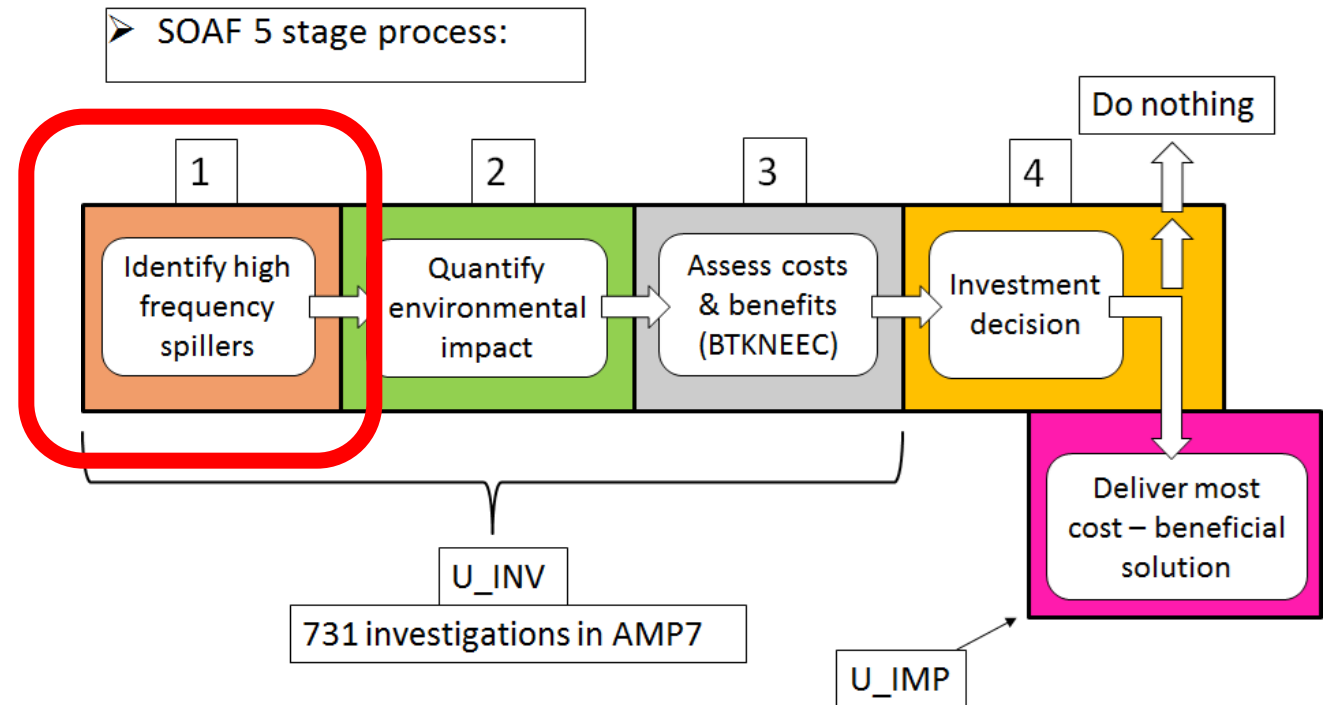 ➢ SOAF 5 stage process:
Do nothing
1
2
3
4
Identify high
frequency
spillers
Quantify
environmental
impact
Assess costs
& benefits
(BTKNEEC)
Investment
decision
Deliver most
cost – beneficial
solution
U_INV
731 investigations in AMP7
U_IMP